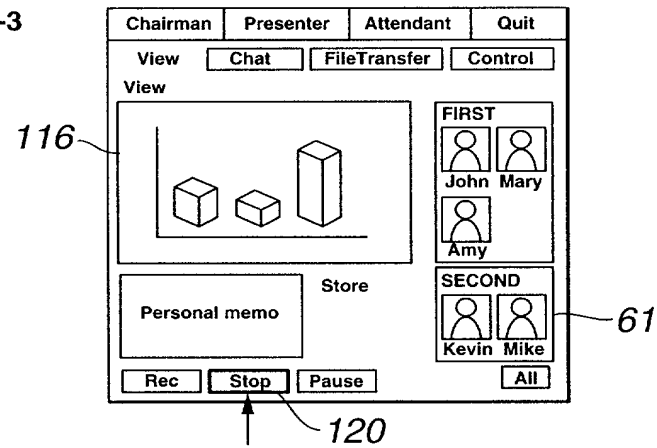 -3
Chairman Presenter Attendant Quit
View Chat FileTransfer Control
View
116
FIRST
John Mary
Amy
Store
Personal memo
SECOND
61
Kevin Mike
Rec Stop Pause All
120